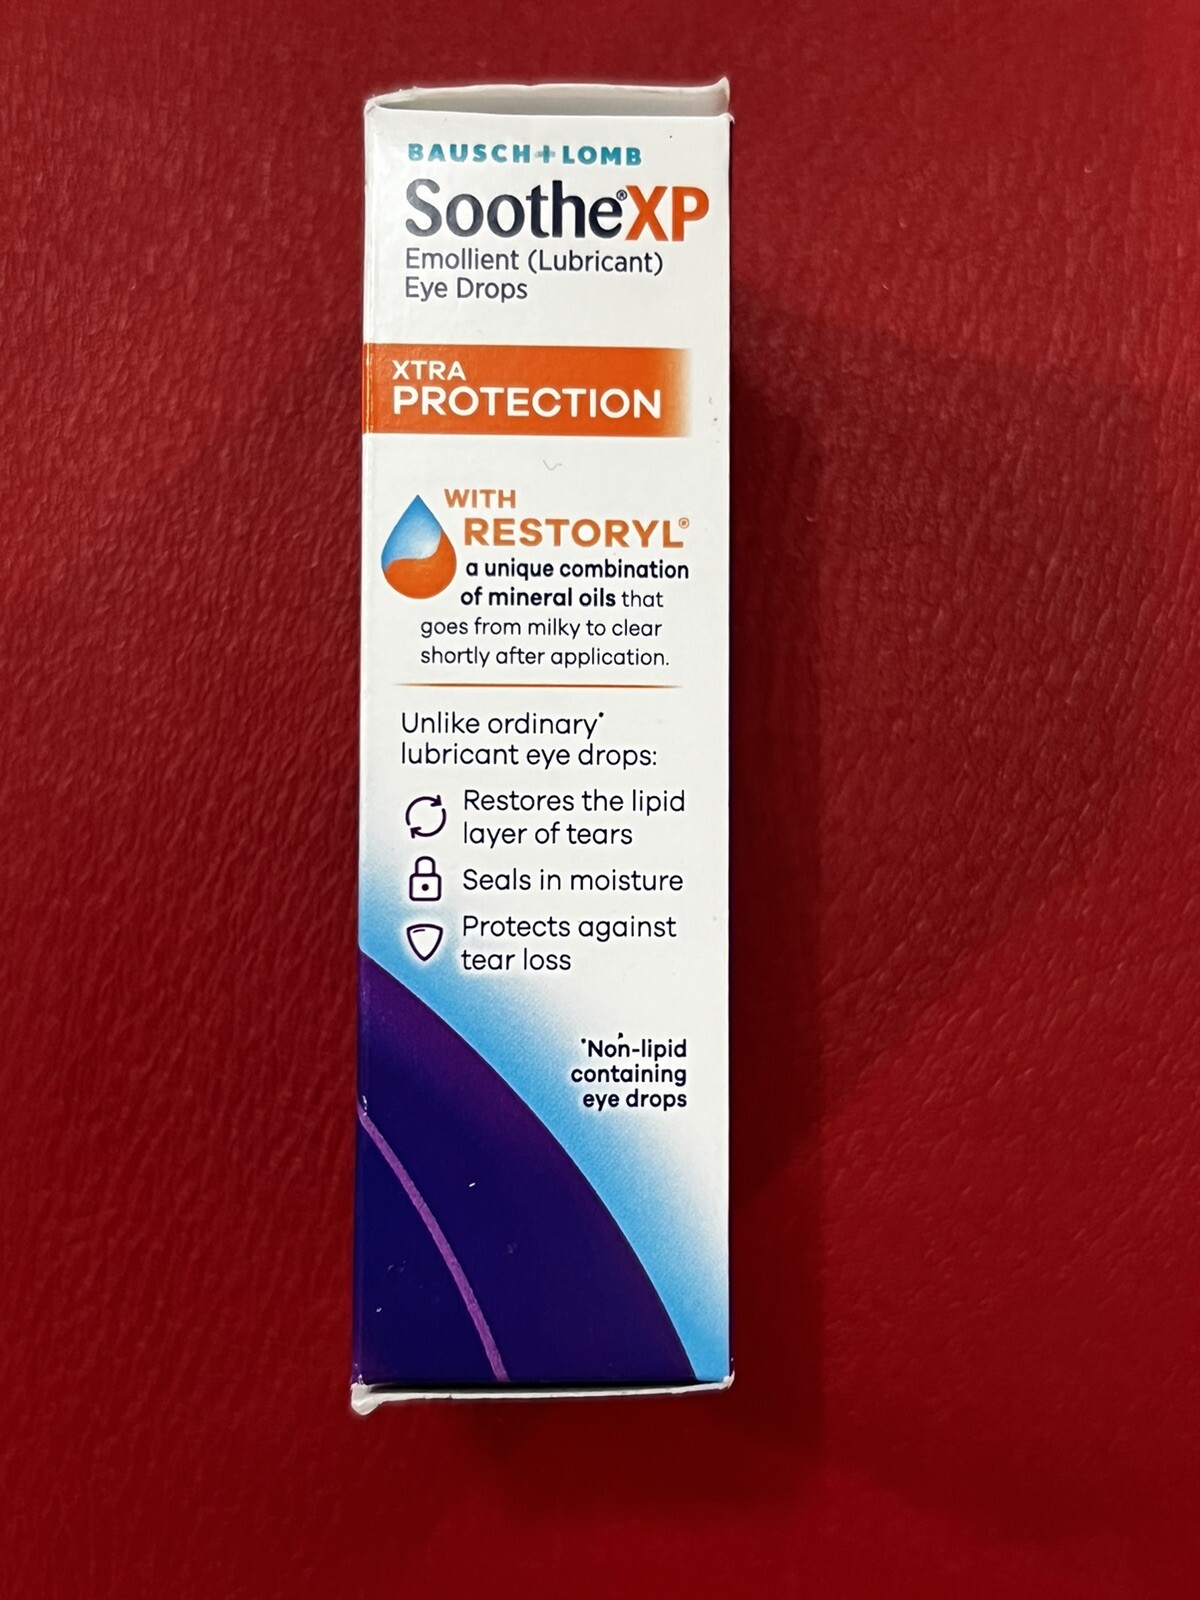 BAUSCH + LOMB
Soothe® XP
Emollient (Lubricant)
Eye Drops
XTRA
PROTECTION
WITH
RESTORYL®
a unique combination
of mineral oils that
goes from milky to clear
shortly after application.
Unlike ordinary*
lubricant eye drops:
Restores the lipid
layer of tears
Seals in moisture
Protects against
tear loss
*Non-lipid
containing
eye drops